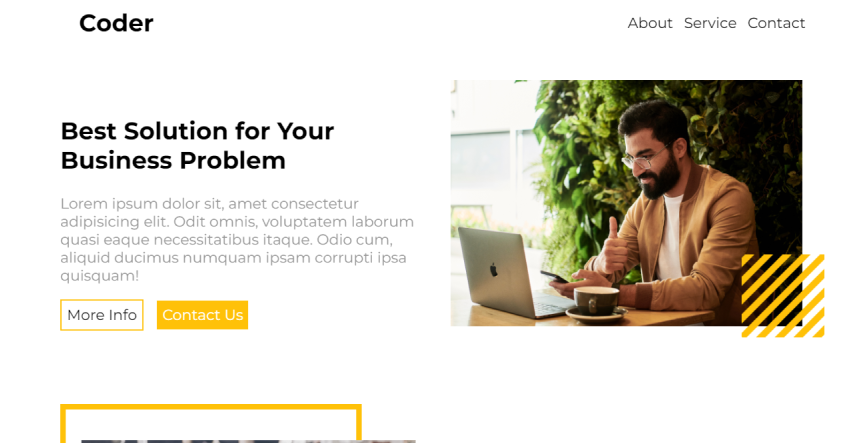 Coder
About Service Contact
Best Solution for Your
Business Problem
Lorem ipsum dolor sit, amet consectetur
adipisicing elit. Odit omnis, voluptatem laborum
quasi eaque necessitatibus itaque. Odio cum,
aliquid ducimus numquam ipsam corrupti ipsa
quisquam!
More Info
Contact Us